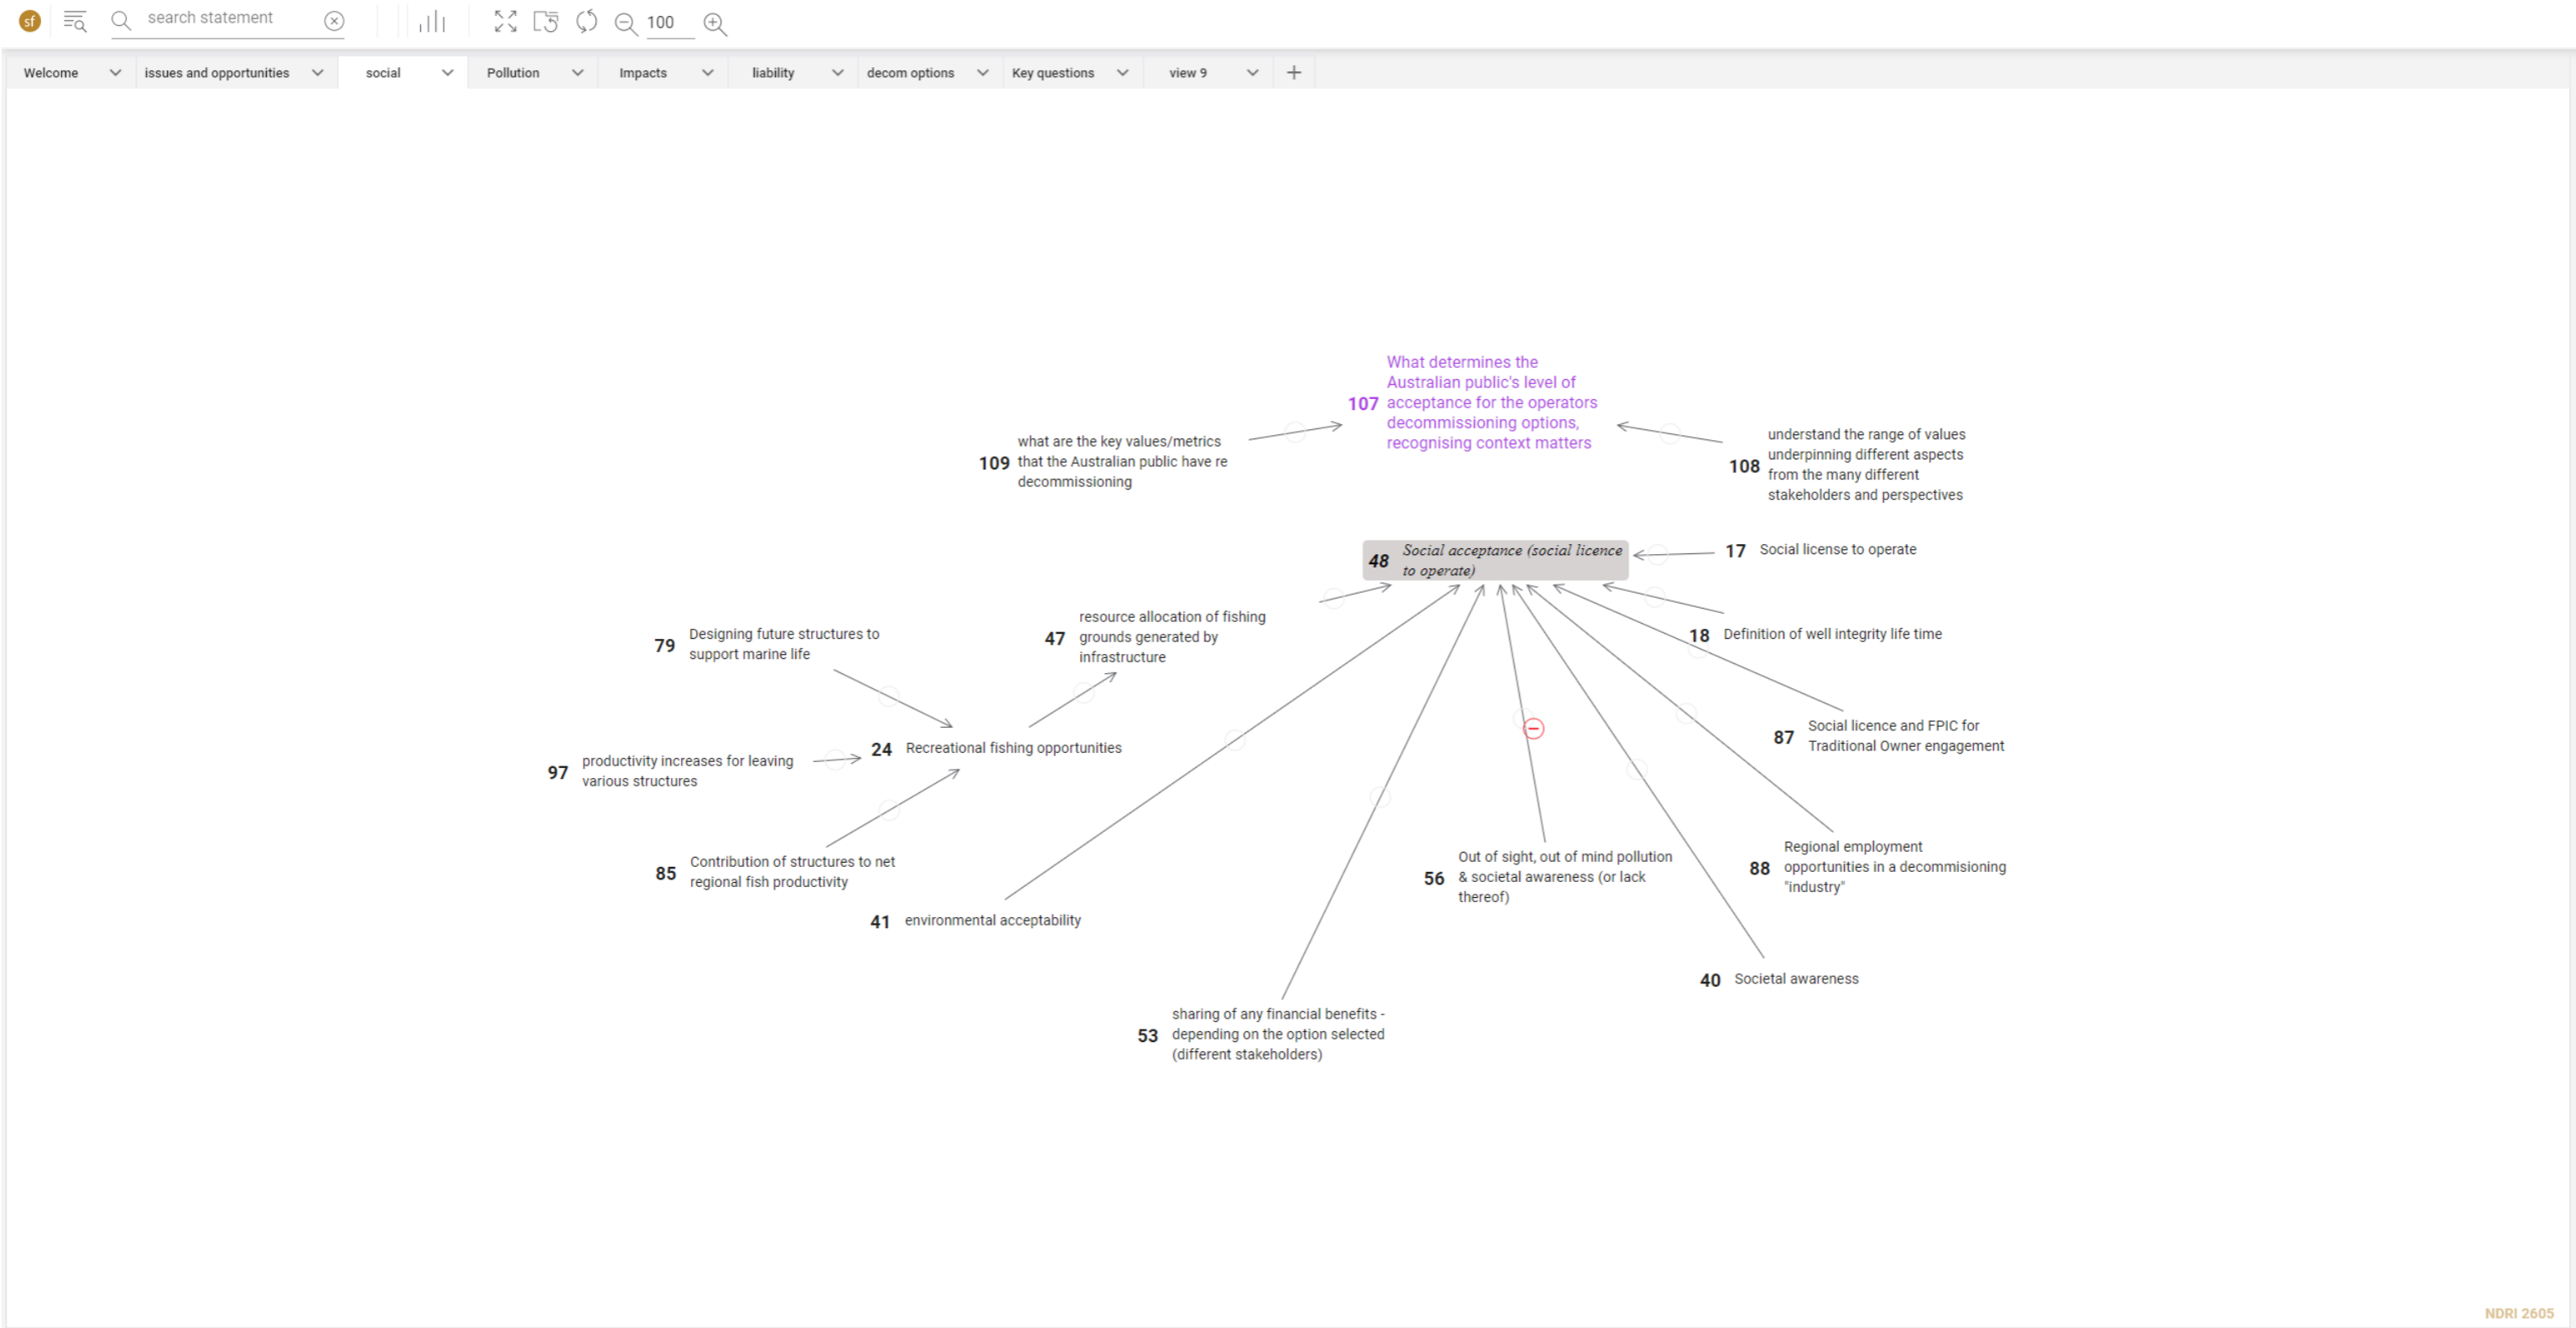 sf
search statement
100
Welcome
issues and opportunities
social
Pollution
Impacts
liability
decom options
Key questions
view 9
107
What determines the
Australian public's level of
acceptance for the operators
decommissioning options,
recognising context matters
109
what are the key values/metrics
that the Australian public have re
decommissioning
108
understand the range of values
underpinning different aspects
from the many different
stakeholders and perspectives
48
Social acceptance (social licence
to operate)
17 Social license to operate
47
resource allocation of fishing
grounds generated by
infrastructure
79
Designing future structures to
support marine life
18 Definition of well integrity life time
87
Social licence and FPIC for
Traditional Owner engagement
24 Recreational fishing opportunities
97
productivity increases for leaving
various structures
85
Contribution of structures to net
regional fish productivity
56
Out of sight, out of mind pollution
& societal awareness (or lack
thereof)
88
Regional employment
opportunities in a decommisioning
"industry"
41 environmental acceptability
40 Societal awareness
53
sharing of any financial benefits -
depending on the option selected
(different stakeholders)
NDRI 2605